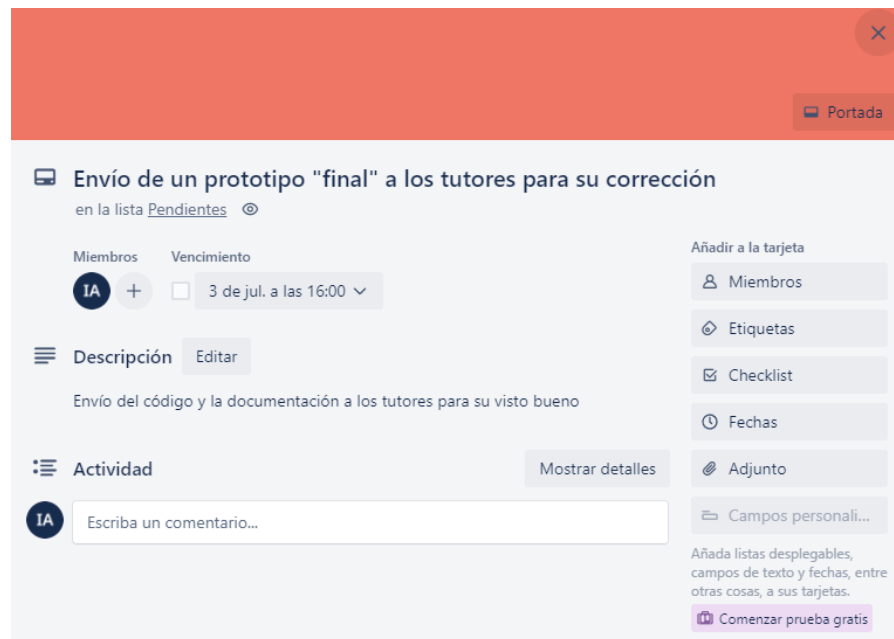 Portada
Envío de un prototipo "final" a los tutores para su corrección
en la lista Pendientes
Miembros Vencimiento
IA + 3 de jul. a las 16:00
Descripción Editar
Envío del código y la documentación a los tutores para su visto bueno
Actividad Mostrar detalles
IA Escriba un comentario...
Añadir a la tarjeta
Miembros
Etiquetas
Checklist
Fechas
Adjunto
Campos personali...
Añada listas desplegables,
campos de texto y fechas, entre
otras cosas, a sus tarjetas.
Comenzar prueba gratis